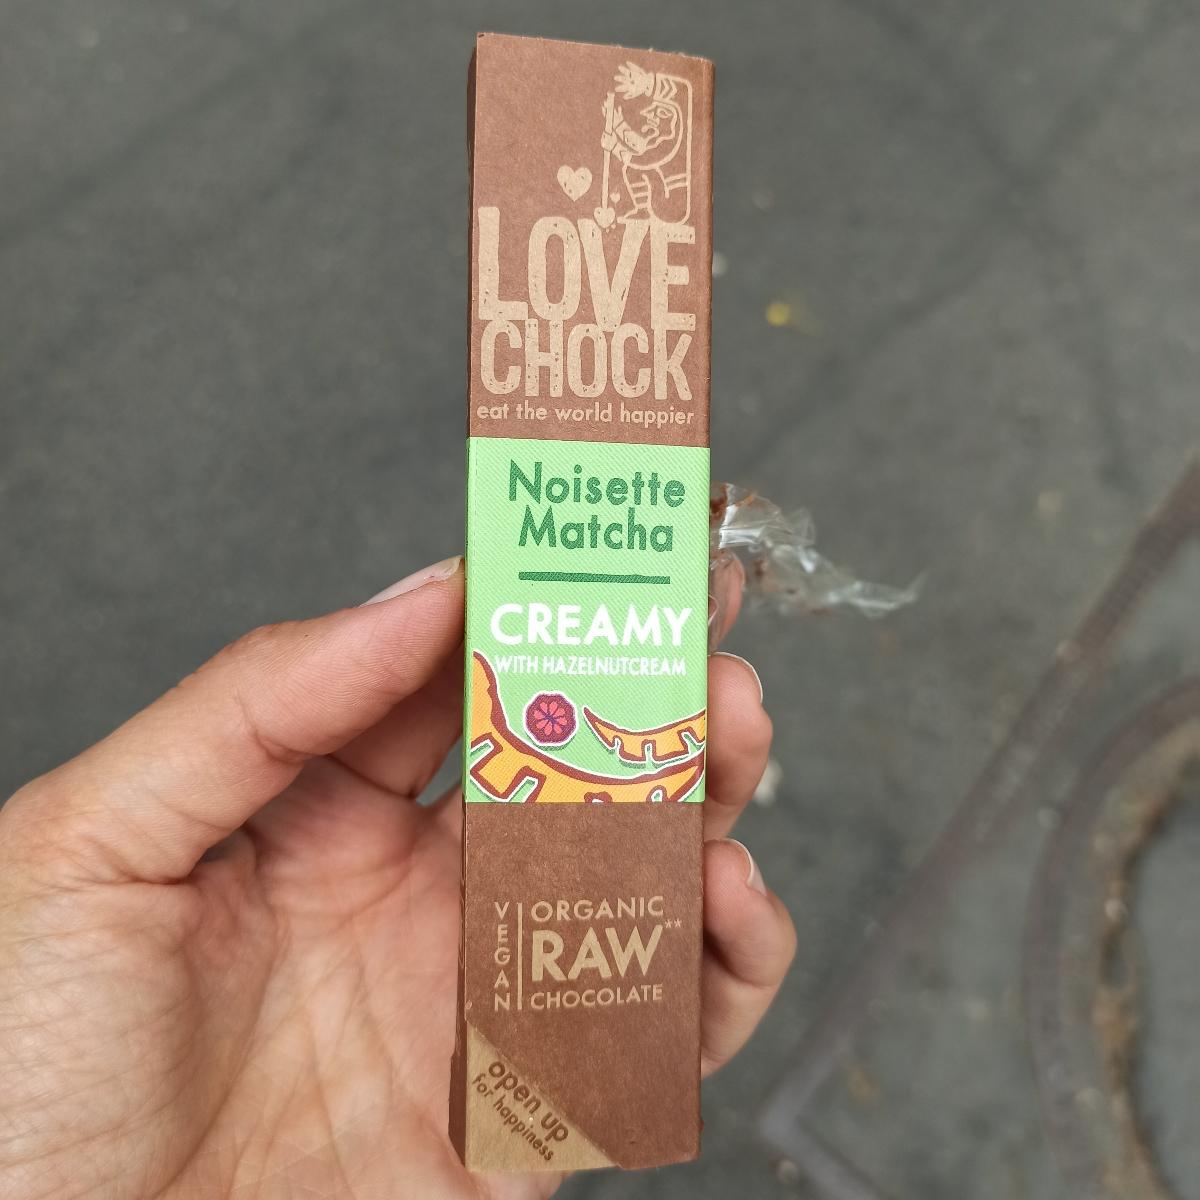 LOVE
CHOCK
eat the world happier
Noisette
Matcha
CREAMY
WITH HAZELNUTCREAM
VEGAN
ORGANIC
RAW**
CHOCOLATE
open up
for happiness